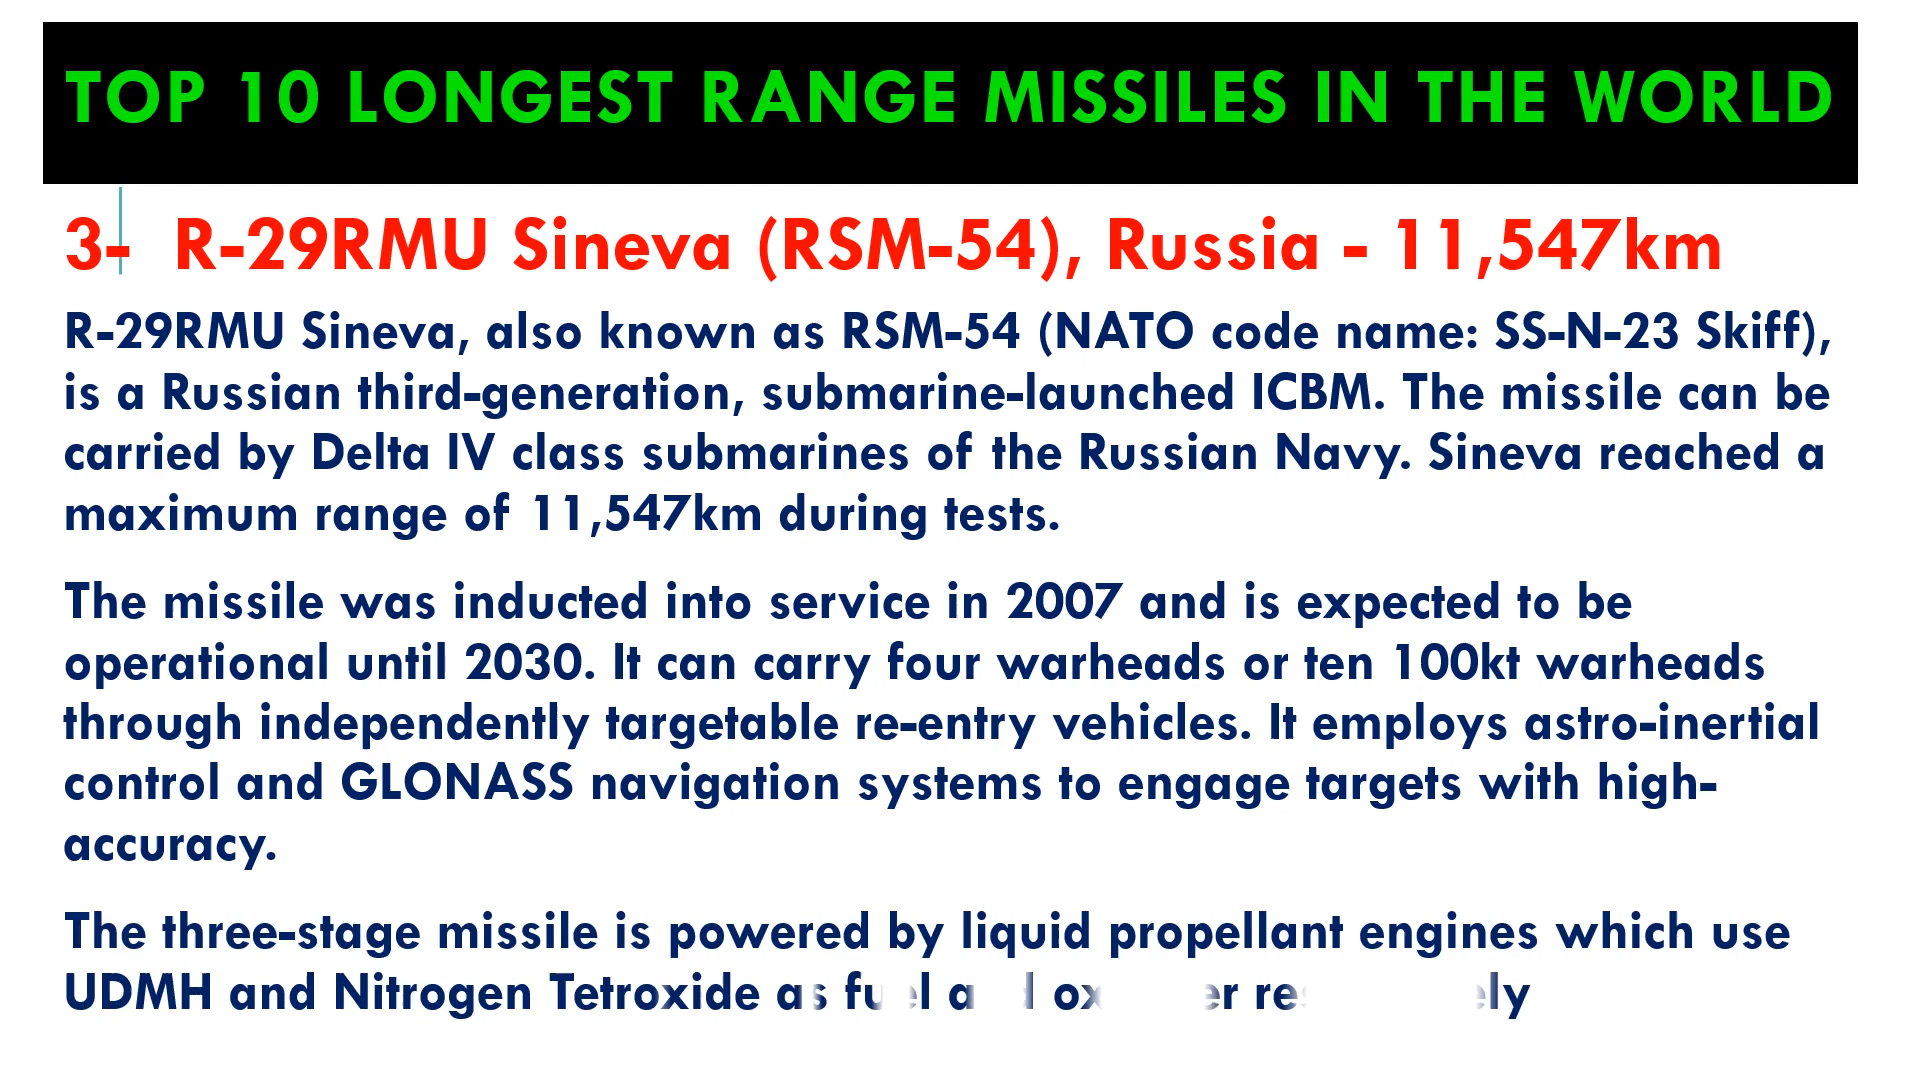 TOP 10 LONGEST RANGE MISSILES IN THE WORLD
3- R-29RMU Sineva (RSM-54), Russia - 11,547km
R-29RMU Sineva, also known as RSM-54 (NATO code name: SS-N-23 Skiff),
is a Russian third-generation, submarine-launched ICBM. The missile can be
carried by Delta IV class submarines of the Russian Navy. Sineva reached a
maximum range of 11,547km during tests.
The missile was inducted into service in 2007 and is expected to be
operational until 2030. It can carry four warheads or ten 100kt warheads
through independently targetable re-entry vehicles. It employs astro-inertial
control and GLONASS navigation systems to engage targets with high-
accuracy.
The three-stage missile is powered by liquid propellant engines which use
UDMH and Nitrogen Tetroxide as fuel